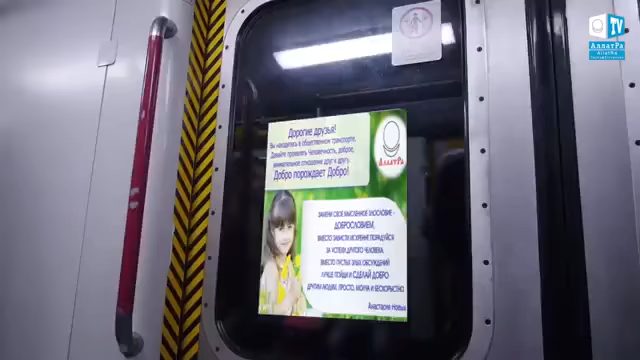 Дорогие друзья!
Вы находитесь в общественном транспорте.
Давайте проявлять Человечность, доброе,
внимательное отношение друг к другу.
Добро порождает Добро!
АЛЛАТРА
ЗАМЕНИ СВОЁ МЫСЛЕННОЕ ЗЛОСЛОВИЕ -
ДОБРОСЛОВИЕМ,
ВМЕСТО ЗАВИСТИ ИСКРЕННЕ ПОРАДУЙСЯ
ЗА УСПЕХИ ДРУГОГО ЧЕЛОВЕКА.
ВМЕСТО ПУСТЫХ ЗЛЫХ ОБСУЖДЕНИЙ
ЛУЧШЕ ПОЙДИ И СДЕЛАЙ ДОБРО
ДРУГИМ ЛЮДЯМ, ПРОСТО, МОЛЧА И БЕСКОРЫСТНО.
Анастасия Новых
TV
АллатРа